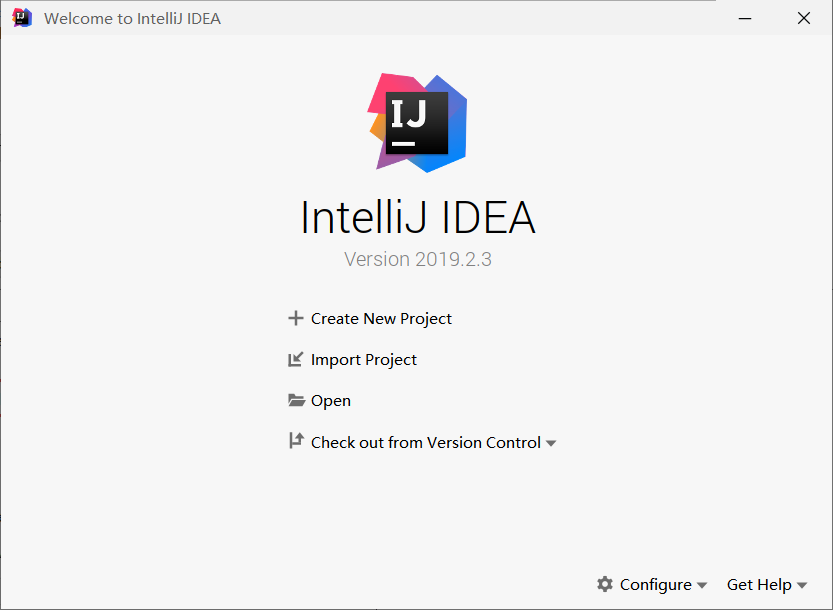 Welcome to IntelliJ IDEA
IJ
IntelliJ IDEA
Version 2019.2.3
Create New Project
Import Project
Open
Check out from Version Control
Configure
Get Help